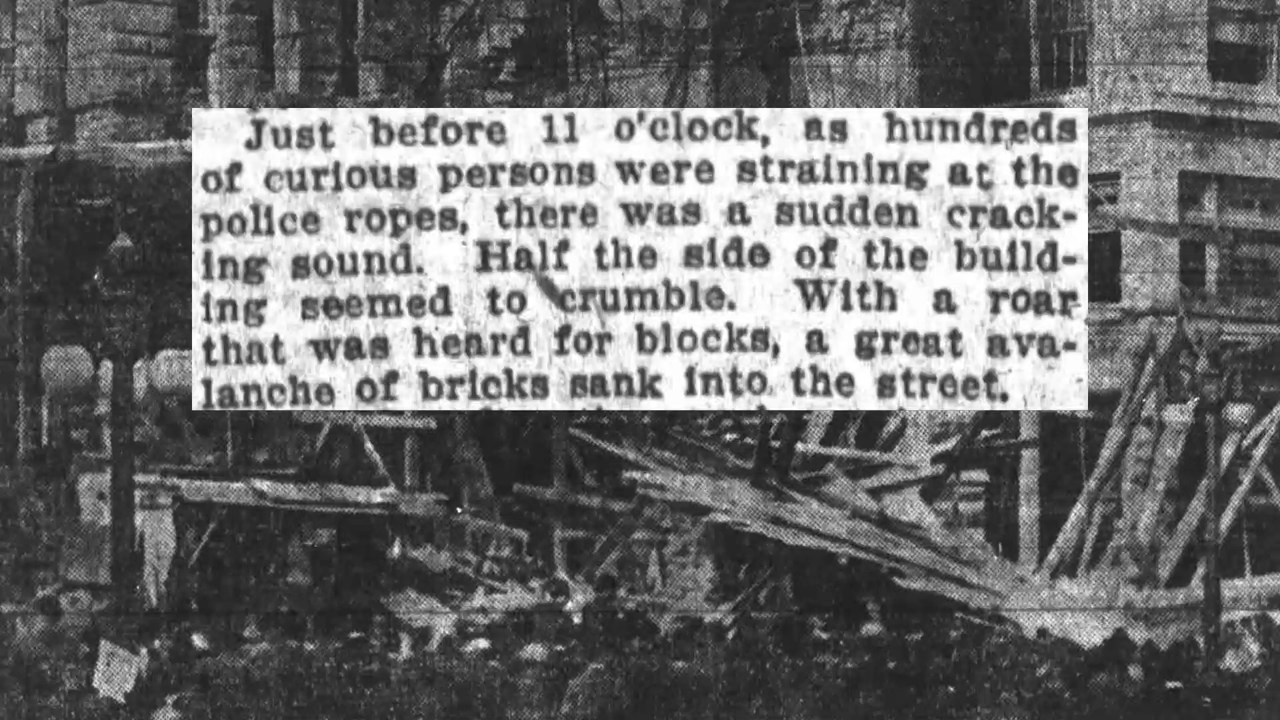 Just before 11 o'clock, as hundreds
of curious persons were straining at the
police ropes, there was a sudden crack-
ing sound. Half the side of the build-
ing seemed to crumble. With a roar
that was heard for blocks, a great ava-
lanche of bricks sank into the street.